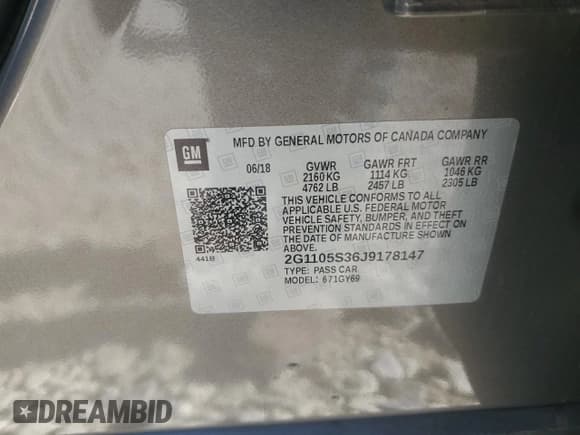 MFD BY GENERAL MOTORS OF CANADA COMPANY
GM
06/18 GVWR GAWR FRT GAWR RR
2160 KG 1114 KG 1046 KG
4762 LB 2457 LB 2305 LB
THIS VEHICLE CONFORMS TO ALL
APPLICABLE U.S. FEDERAL MOTOR
VEHICLE SAFETY, BUMPER, AND THEFT
PREVENTION STANDARDS IN EFFECT ON
THE DATE OF MANUFACTURE SHOWN
ABOVE.
441B
2G1105S36J9178147
TYPE: PASS CAR
MODEL: 671GY69
DREAMBID